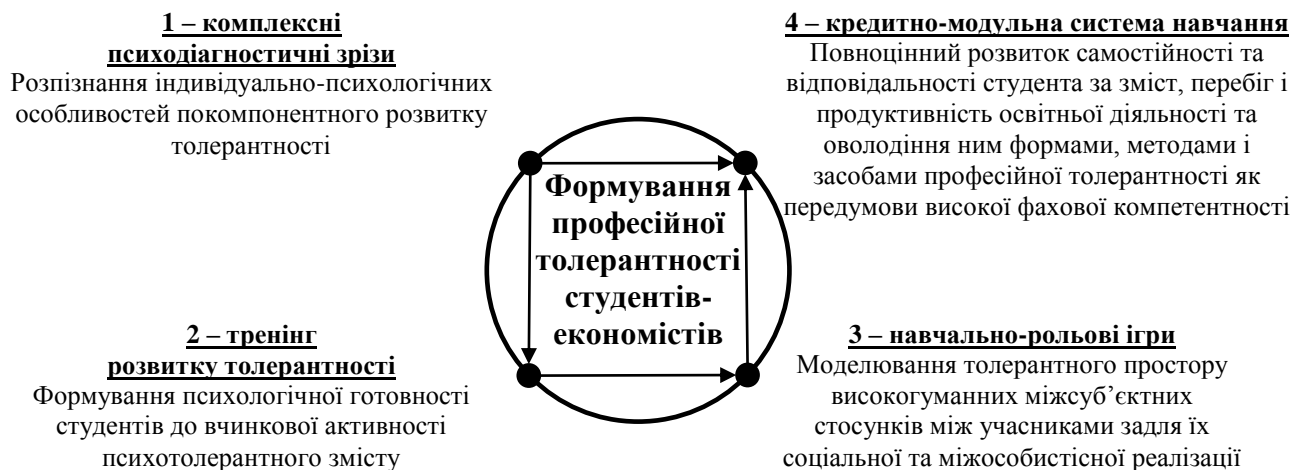 1 – комплексні
психодіагностичні зрізи
Розпізнання індивідуально-психологічних
особливостей покомпонентного розвитку
толерантності
4 – кредитно-модульна система навчання
Повноцінний розвиток самостійності та
відповідальності студента за зміст, перебіг і
продуктивність освітньої діяльності та
оволодіння ним формами, методами і
засобами професійної толерантності як
передумови високої фахової компетентності
Формування
професійної
толерантності
студентів-
економістів
2 – тренінг
розвитку толерантності
Формування психологічної готовності
студентів до вчинкової активності
психотолерантного змісту
3 – навчально-рольові ігри
Моделювання толерантного простору
високогуманних міжсуб’єктних
стосунків між учасниками задля їх
соціальної та міжособистісної реалізації